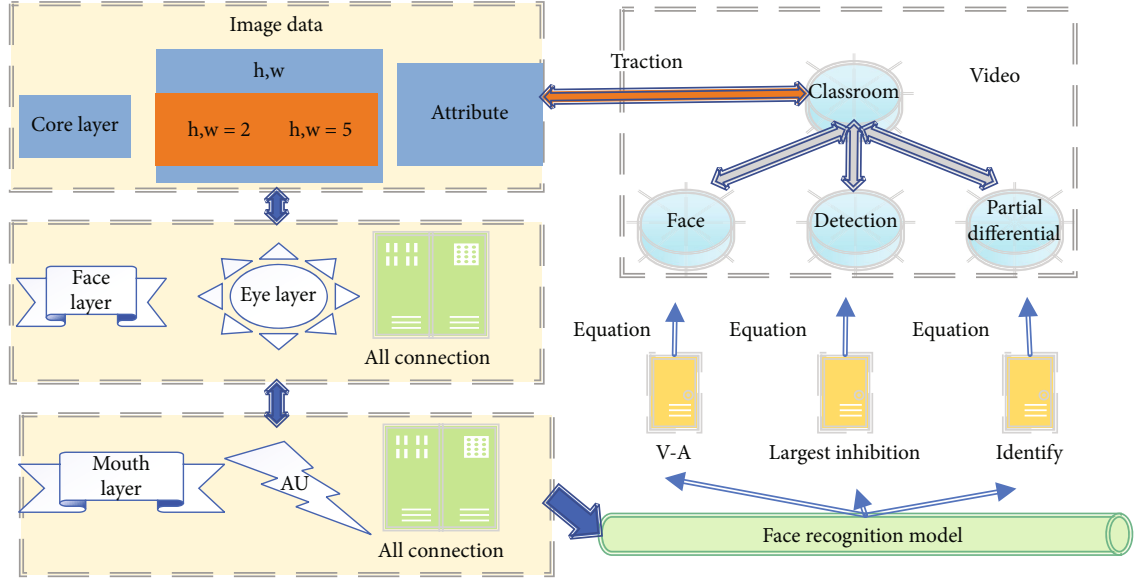 Image data
h,w
Core layer
h,w = 2
h,w = 5
Attribute
Traction
Classroom
Video
Face
Detection
Partial
differential
Face
layer
Eye layer
All connection
Equation
Equation
Equation
V-A
Largest inhibition
Identify
Mouth
layer
AU
All connection
Face recognition model